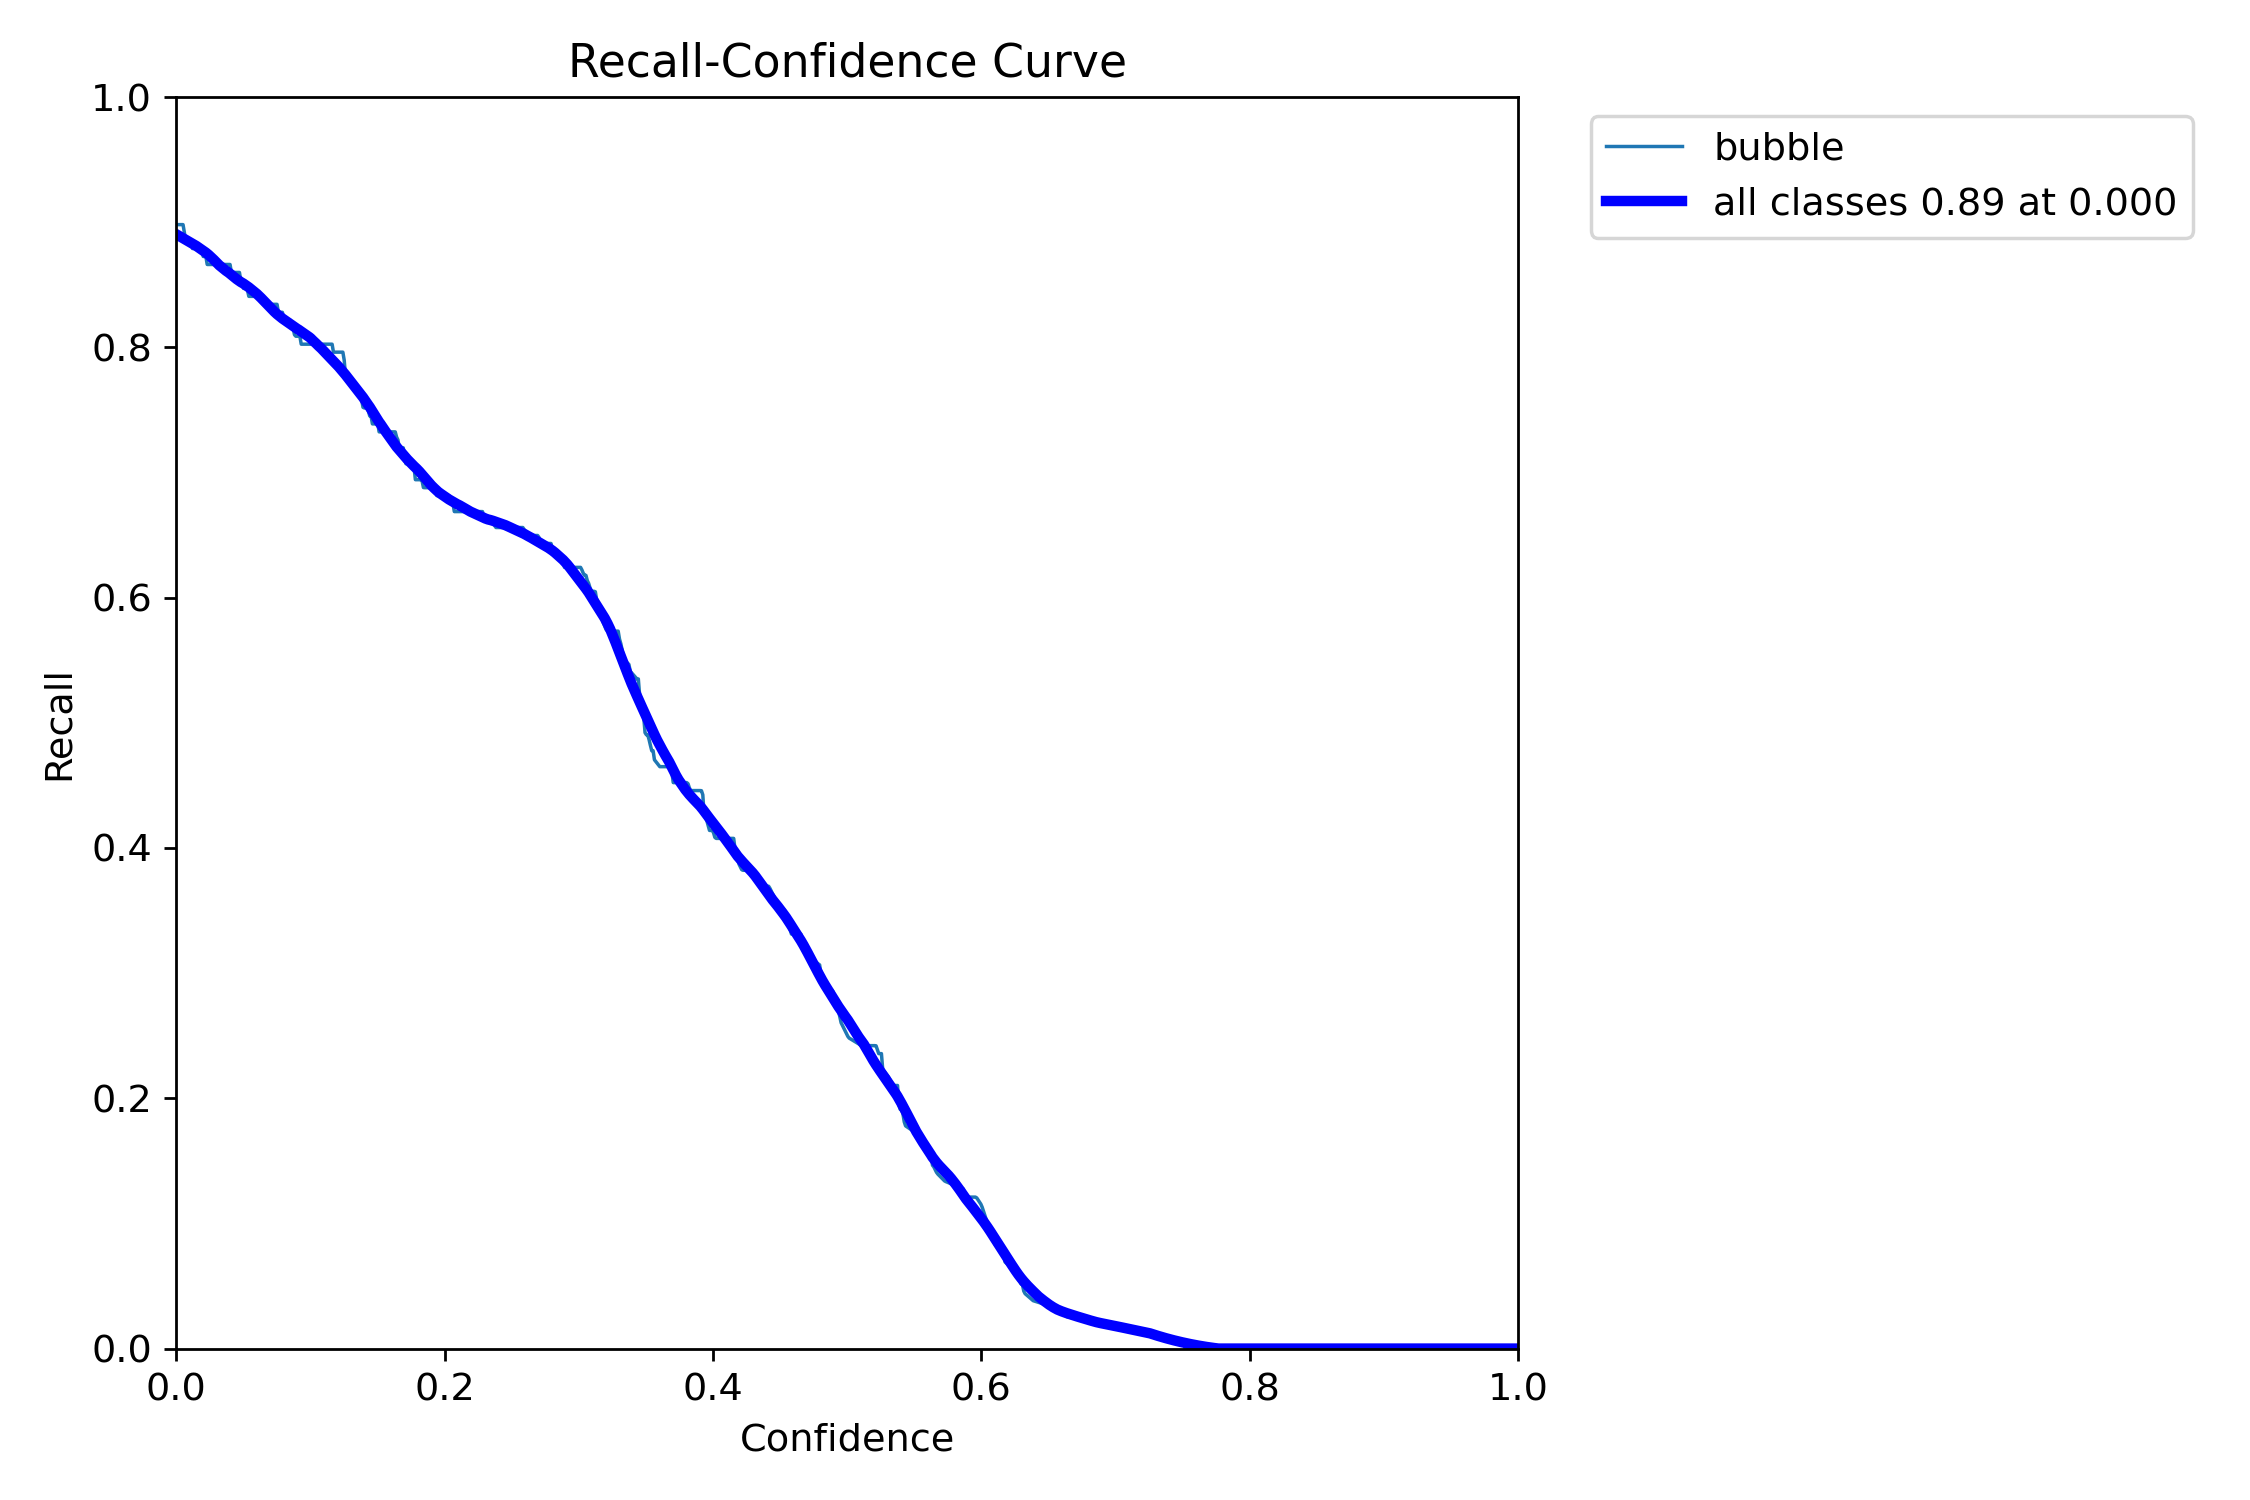 Recall-Confidence Curve
1.0
0.8
0.6
0.4
0.2
0.0
Recall
0.0 0.2 0.4 0.6 0.8 1.0
Confidence
bubble
all classes 0.89 at 0.000